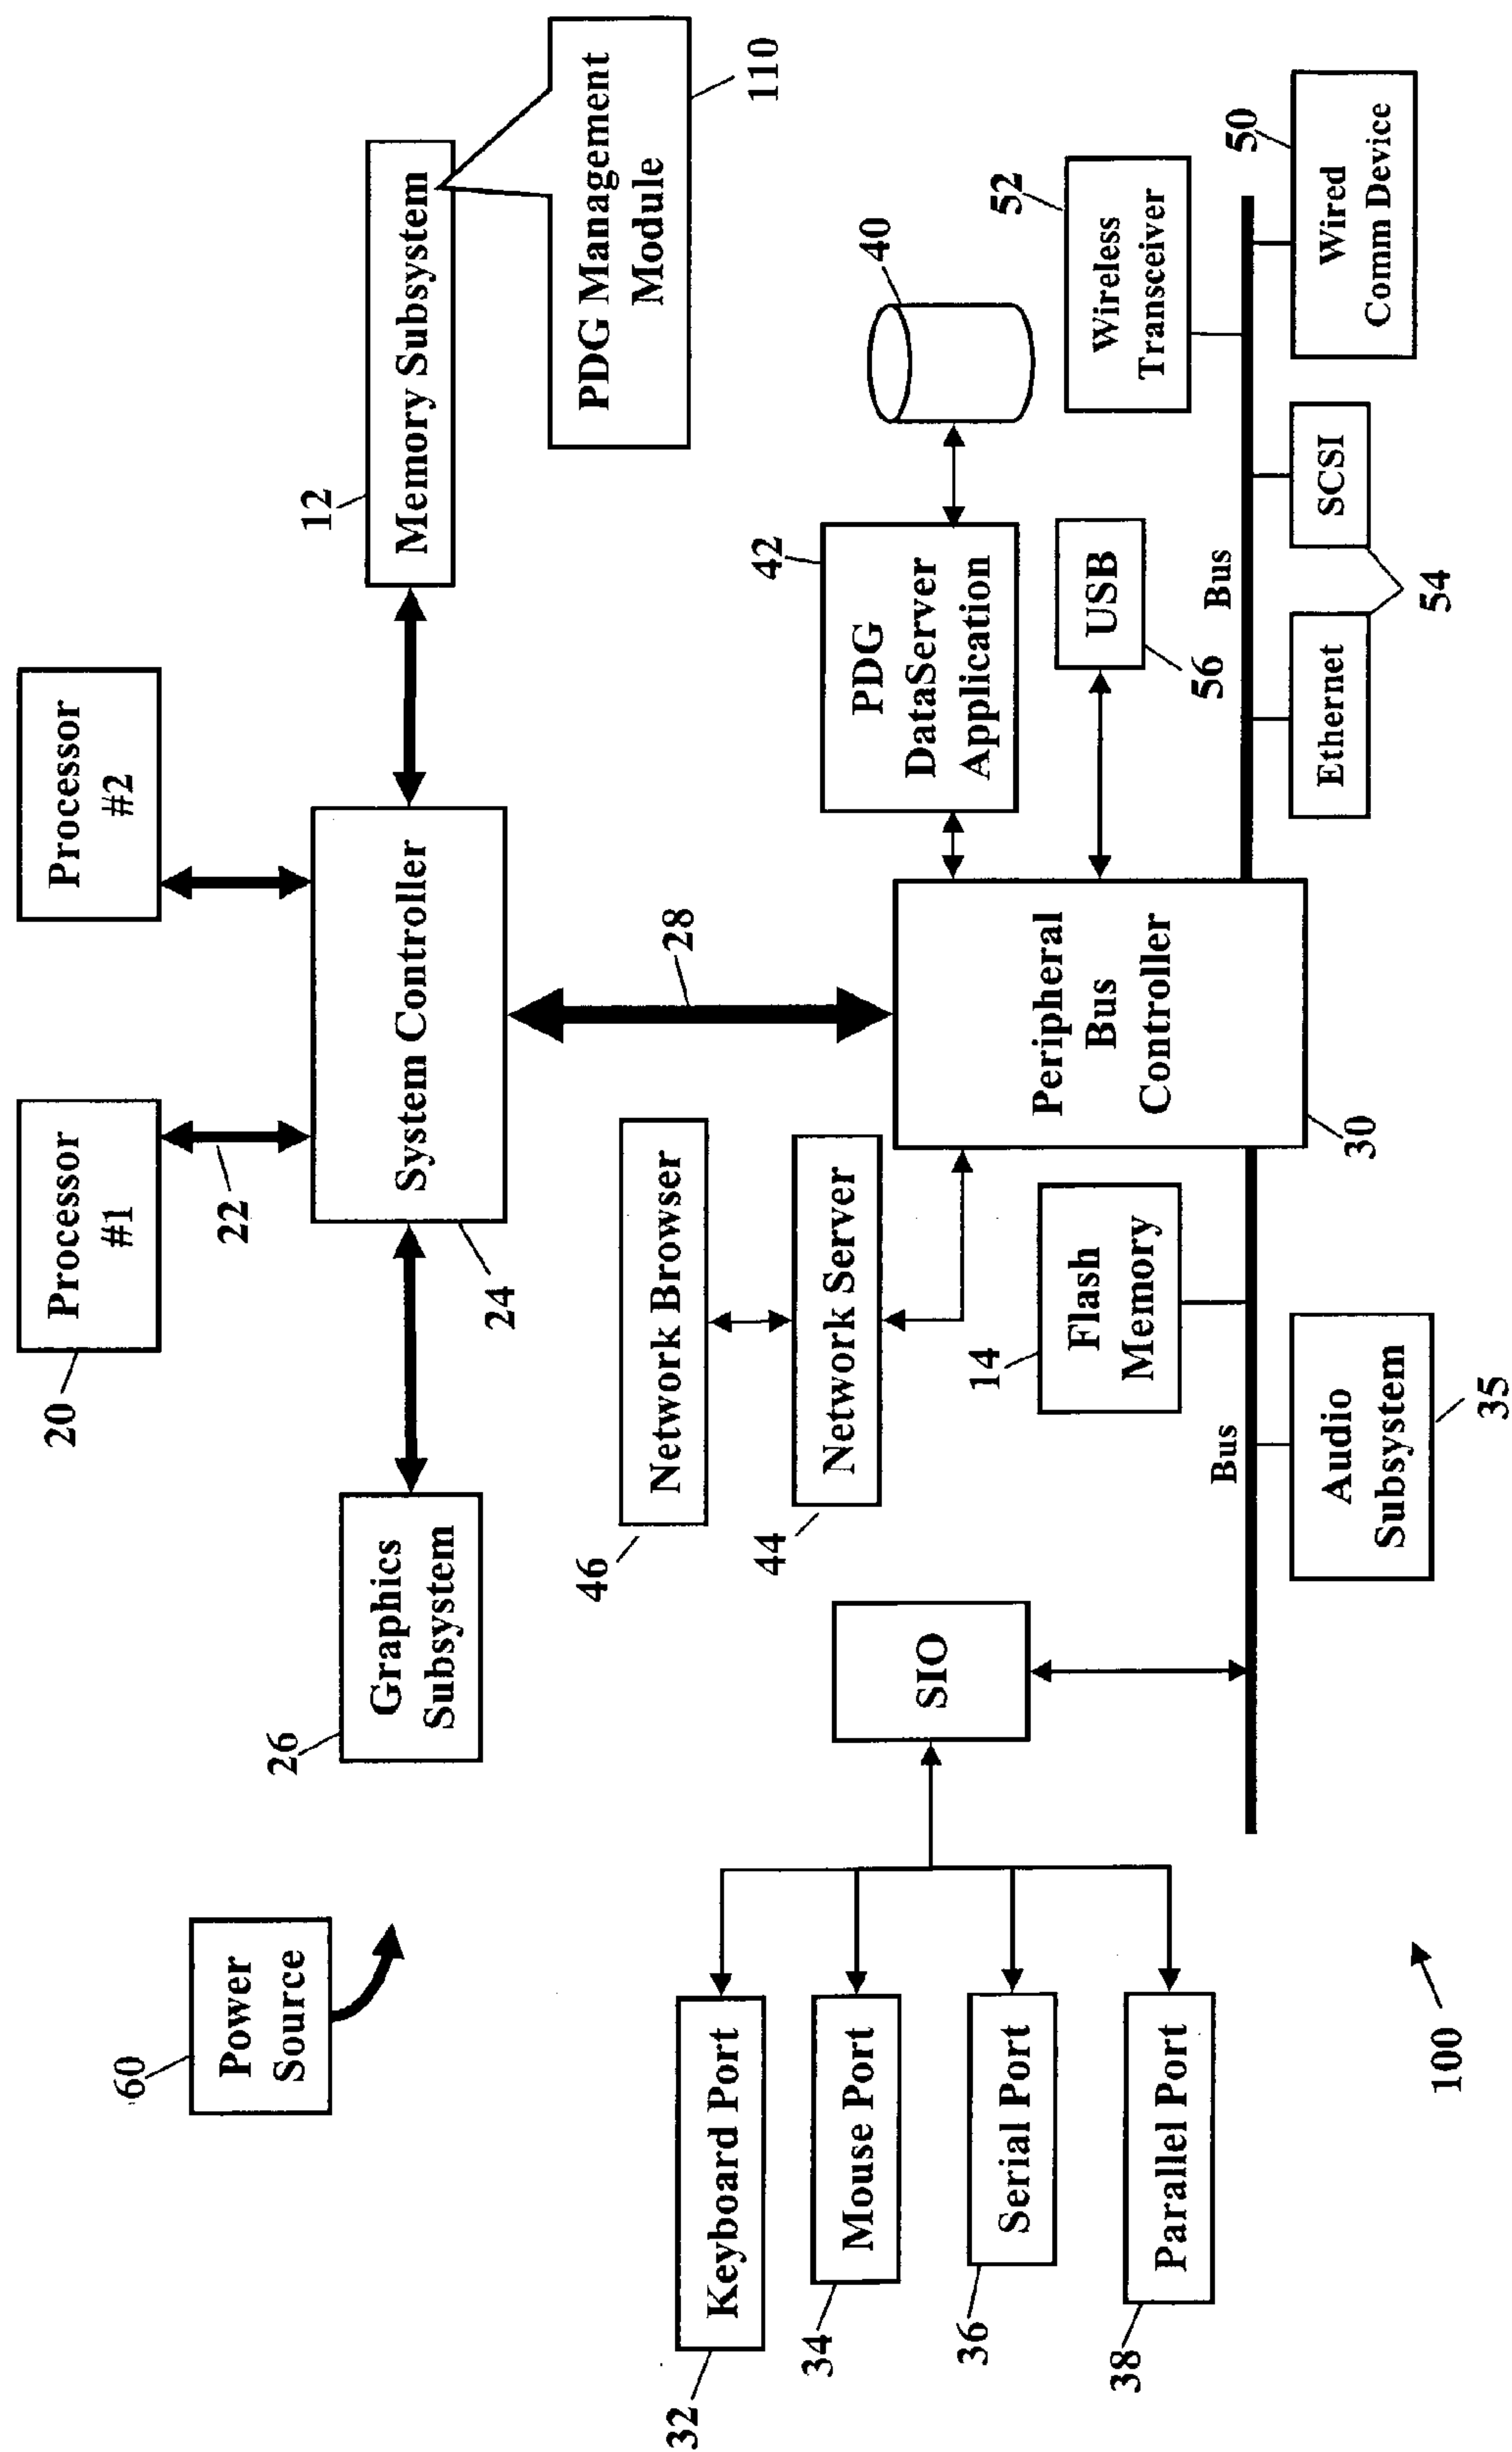 Processor
#1
Processor
#2
20
22
60
Power
Source
26
Graphics
Subsystem
System Controller
24
12
Memory Subsystem
PDG Management
Module
110
28
46
Network Browser
44
Network Server
42
PDG
DataServer
Application
40
32
Keyboard Port
34
Mouse Port
36
Serial Port
38
Parallel Port
SIO
14
Flash
Memory
Peripheral
Bus
Controller
30
USB
56
52
Wireless
Transceiver
Bus
Bus
Audio
Subsystem
35
Ethernet
SCSI
54
50
Wired
Comm Device
100